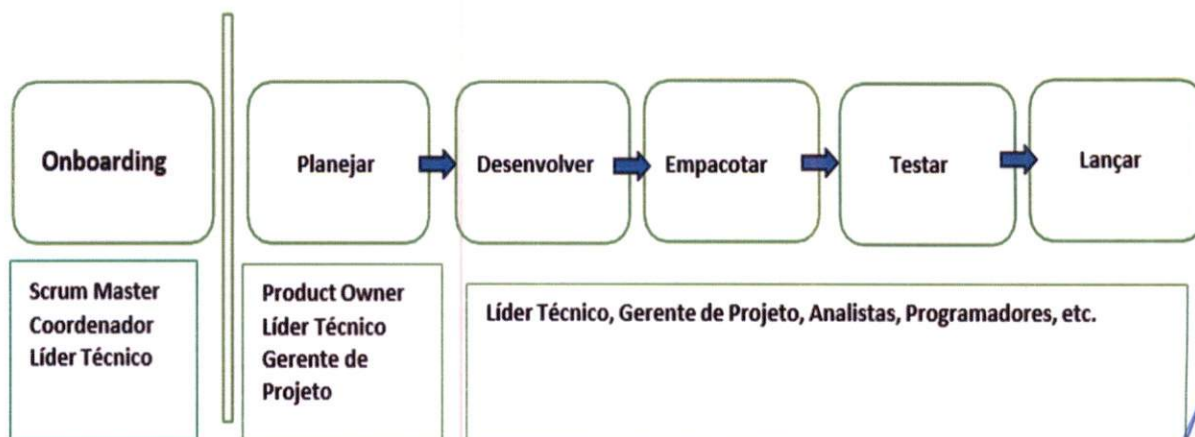 Onboarding
Planejar
Desenvolver
Empacotar
Testar
Lançar
Scrum Master
Coordenador
Líder Técnico
Product Owner
Líder Técnico
Gerente de
Projeto
Líder Técnico, Gerente de Projeto, Analistas, Programadores, etc.